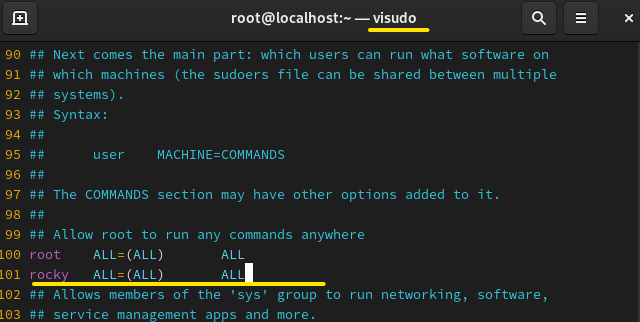 root@localhost:~ — visudo
90 ## Next comes the main part: which users can run what software on
91 ## which machines (the sudoers file can be shared between multiple
92 ## systems).
93 ## Syntax:
94 ##
95 ##      user    MACHINE=COMMANDS
96 ##
97 ## The COMMANDS section may have other options added to it.
98 ##
99 ## Allow root to run any commands anywhere
100 root    ALL=(ALL)       ALL
101 rocky   ALL=(ALL)       ALL
102 ## Allows members of the 'sys' group to run networking, software,
103 ## service management apps and more.